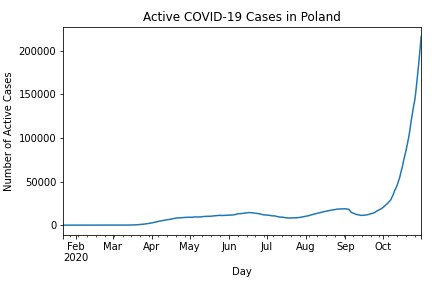 Active COVID-19 Cases in Poland
200000
150000
100000
50000
0
Number of Active Cases
Feb Mar Apr May Jun Jul Aug Sep Oct
2020
Day